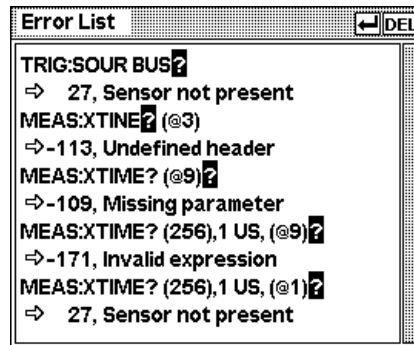 Error List
DEL
TRIG:SOUR BUS?
⇨ 27, Sensor not present
MEAS:XTINE? (@3)
⇨-113, Undefined header
MEAS:XTIME? (@9)?
⇨-109, Missing parameter
MEAS:XTIME? (256),1 US, (@9)?
⇨-171, Invalid expression
MEAS:XTIME? (256),1 US, (@1)?
⇨ 27, Sensor not present